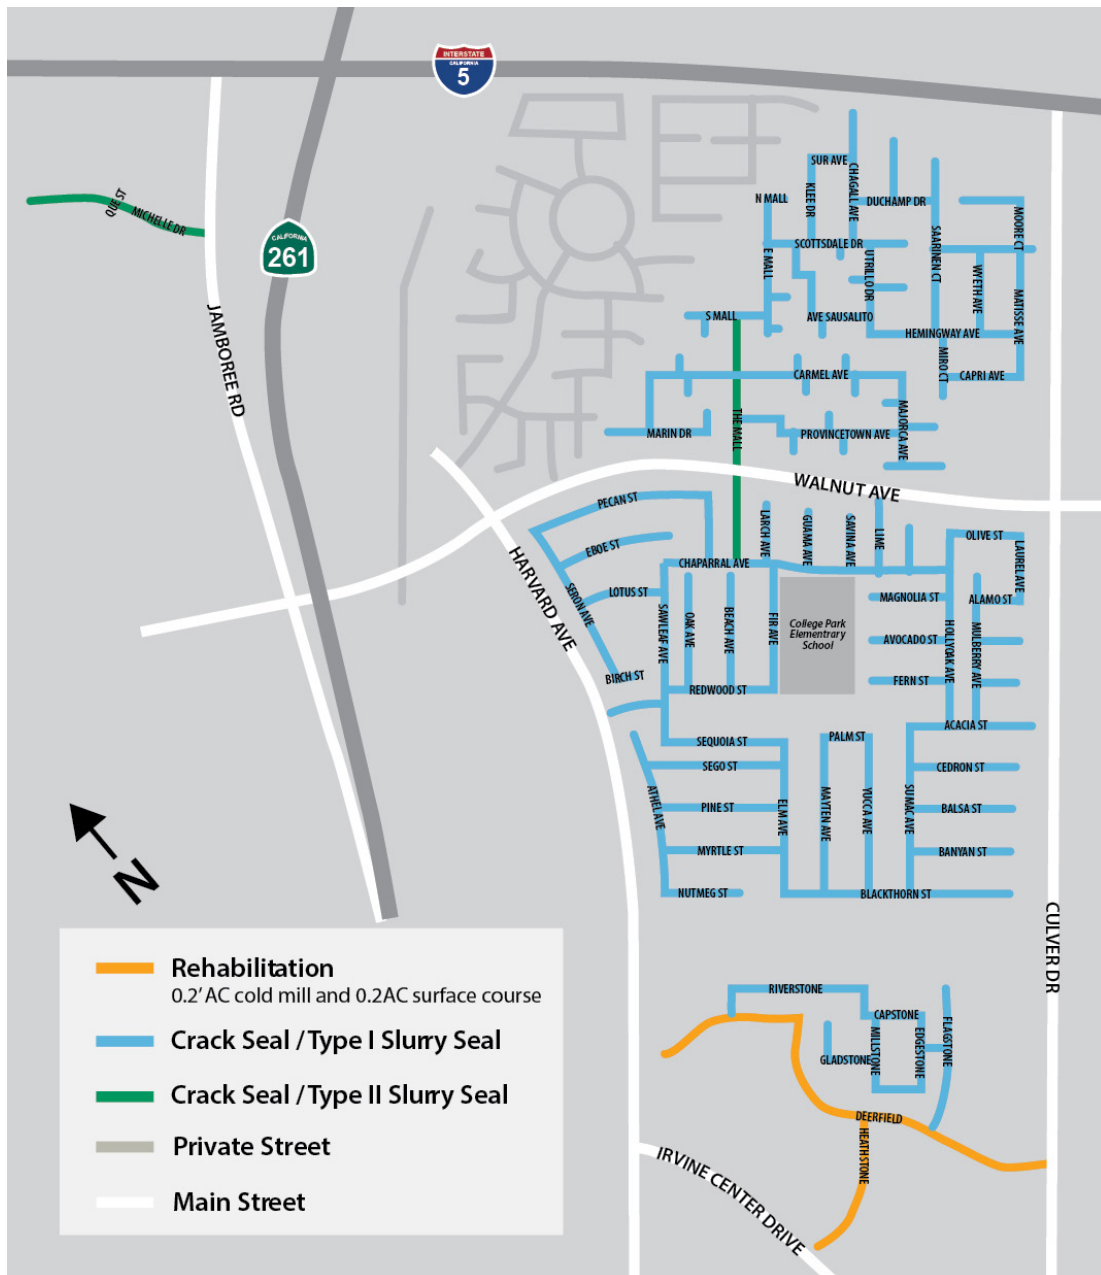 INTERSTATE
CALIFORNIA
5
SUR AVE
CHAGALL AVE
KLEE DR
N MALL
DUCHAMP DR
MOORE CT
QUE ST
MICHELLE DR
CALIFORNIA
261
SCOTTSDALE DR
SAARINEN CT
E MALL
UTRILLO DR
WYETH AVE
MATISSE AVE
S MALL
AVE SAUSALITO
HEMINGWAY AVE
JAMBOREE RD
MIRO CT
CARMEL AVE
CAPRI AVE
THE MALL
MAJORCA AVE
MARIN DR
PROVINCETOWN AVE
WALNUT AVE
PECAN ST
LARCH AVE
GUAMA AVE
SAVINA AVE
LIME
OLIVE ST
EBOE ST
HARVARD AVE
CHAPARRAL AVE
LAUREL AVE
SERON AVE
LOTUS ST
MAGNOLIA ST
ALAMO ST
SAWLEAF AVE
OAK AVE
BEACH AVE
FIR AVE
College Park
Elementary
School
AVOCADO ST
HOLLYOAK AVE
MULBERRY AVE
BIRCH ST
REDWOOD ST
FERN ST
ACACIA ST
SEQUOIA ST
PALM ST
SEGO ST
CEDRON ST
ATHEL AVE
PINE ST
ELM AVE
MAYTEN AVE
YUCCA AVE
SUMAC AVE
BALSA ST
MYRTLE ST
BANYAN ST
NUTMEG ST
BLACKTHORN ST
N
CULVER DR
RIVERSTONE
CAPSTONE
FLAGSTONE
GLADSTONE
MILLSTONE
EDGESTONE
DEERFIELD
HEATHSTONE
IRVINE CENTER DRIVE
Rehabilitation
0.2' AC cold mill and 0.2AC surface course
Crack Seal / Type I Slurry Seal
Crack Seal / Type II Slurry Seal
Private Street
Main Street